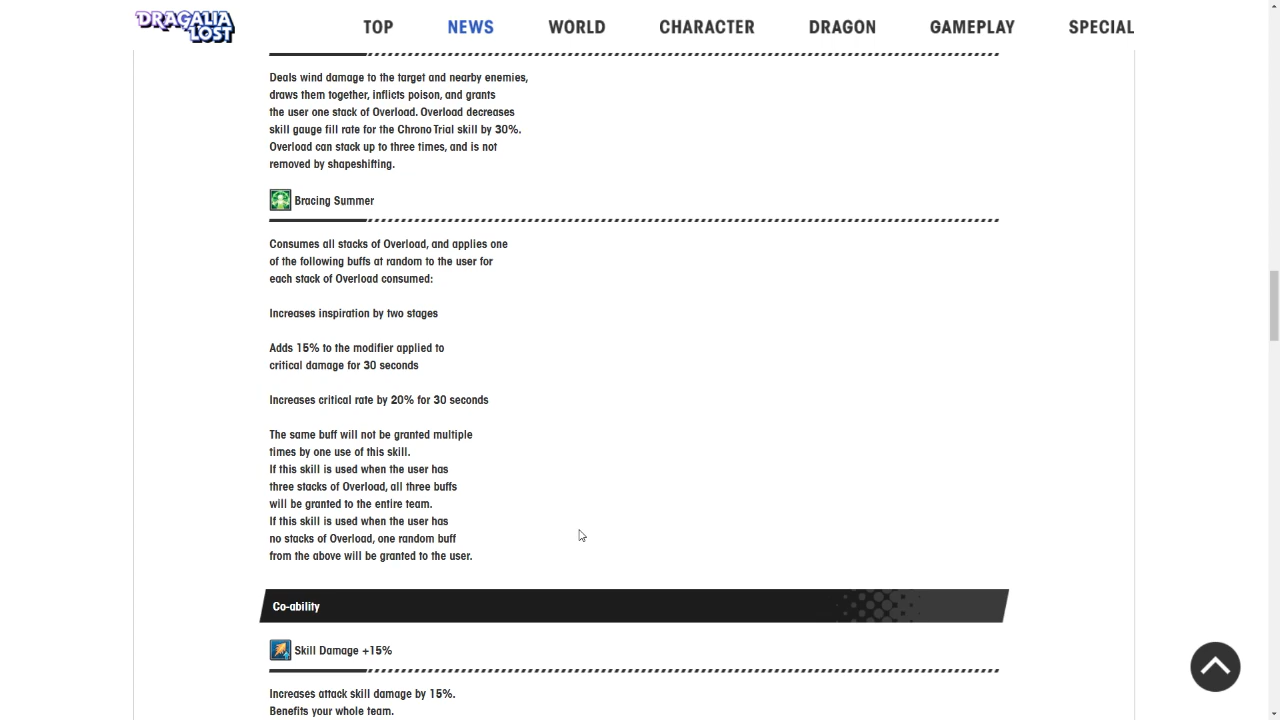 DRAGALIA
LOST
TOP NEWS WORLD CHARACTER DRAGON GAMEPLAY SPECIAL
Deals wind damage to the target and nearby enemies,
draws them together, inflicts poison, and grants
the user one stack of Overload. Overload decreases
skill gauge fill rate for the Chrono Trial skill by 30%.
Overload can stack up to three times, and is not
removed by shapeshifting.
Bracing Summer
Consumes all stacks of Overload, and applies one
of the following buffs at random to the user for
each stack of Overload consumed:
Increases inspiration by two stages
Adds 15% to the modifier applied to
critical damage for 30 seconds
Increases critical rate by 20% for 30 seconds
The same buff will not be granted multiple
times by one use of this skill.
If this skill is used when the user has
three stacks of Overload, all three buffs
will be granted to the entire team.
If this skill is used when the user has
no stacks of Overload, one random buff
from the above will be granted to the user.
Co-ability
Skill Damage +15%
Increases attack skill damage by 15%.
Benefits your whole team.